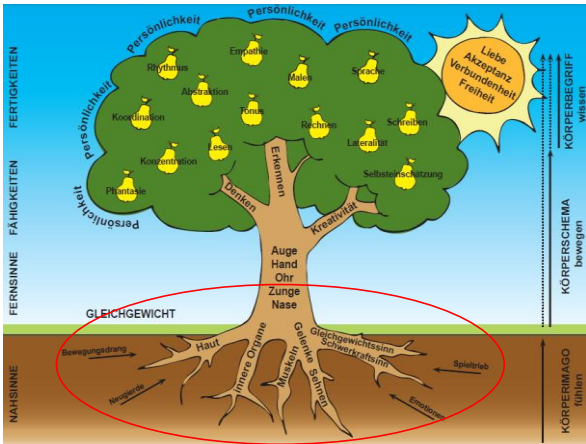 Persönlichkeit
Persönlichkeit
Persönlichkeit
Persönlichkeit
Persönlichkeit
Liebe
Akzeptanz
Verbundenheit
Freiheit
Empathie
Rhythmus
Malen
Sprache
Abstraktion
Koordination
Tonus
Rechnen
Schreiben
Lesen
Lateralität
Konzentration
Selbsteinschätzung
Phantasie
Denken
Erkennen
Kreativität
Auge
Hand
Ohr
Zunge
Nase
FERTIGKEITEN
FÄHIGKEITEN
FERNSINNE
NAHSINNE
GLEICHGEWICHT
Haut
Innere Organe
Muskeln
Gelenke Sehnen
Gleichgewichtssinn
Schwerkraftsinn
Bewegungsdrang
Neugierde
Spieltrieb
Emotionen
KÖRPERBEGRIFF
wissen
KÖRPERSCHEMA
bewegen
KÖRPERIMAGO
fühlen